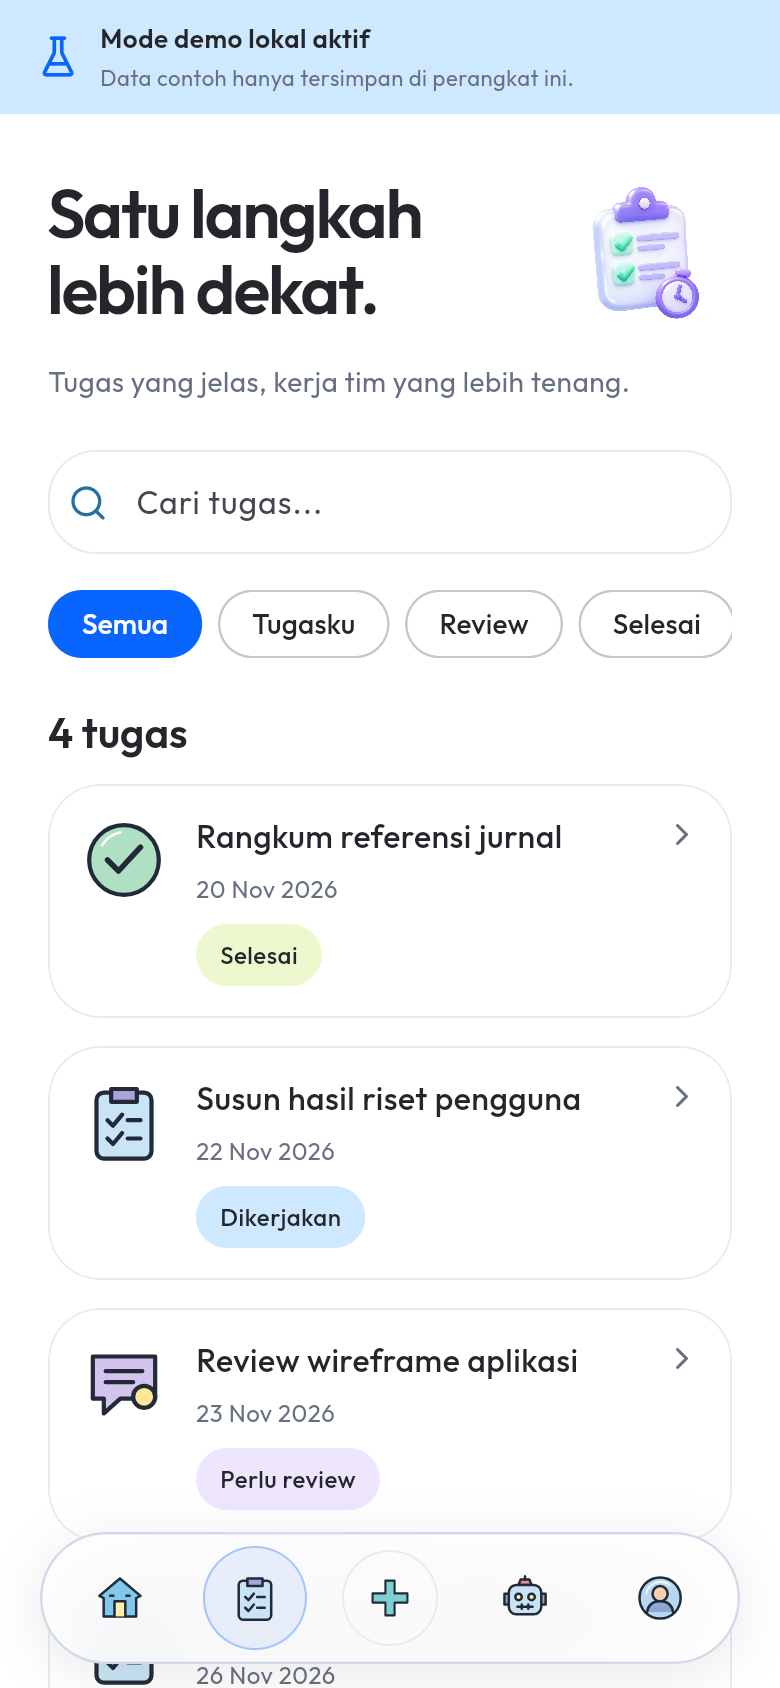 Mode demo lokal aktif
Data contoh hanya tersimpan di perangkat ini.
Satu langkah
lebih dekat.
Tugas yang jelas, kerja tim yang lebih tenang.
Cari tugas...
Semua
Tugasku
Review
Selesai
4 tugas
Rangkum referensi jurnal
20 Nov 2026
Selesai
Susun hasil riset pengguna
22 Nov 2026
Dikerjakan
Review wireframe aplikasi
23 Nov 2026
Perlu review
26 Nov 2026